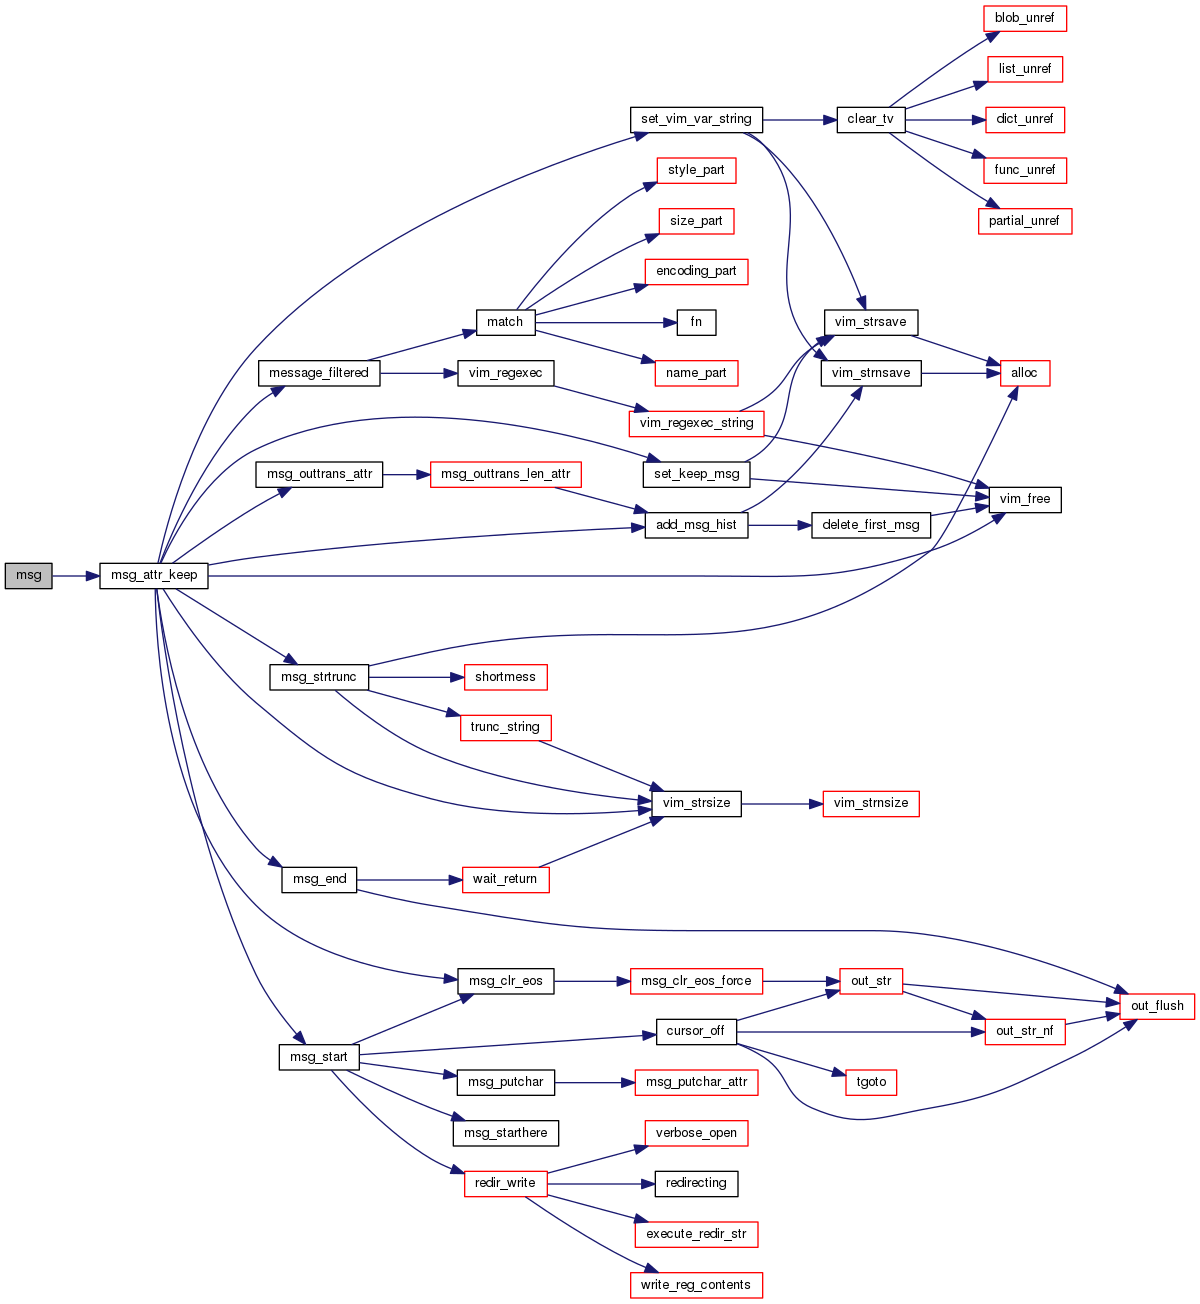 blob_unref
list_unref
set_vim_var_string
clear_tv
dict_unref
style_part
func_unref
size_part
partial_unref
encoding_part
match
fn
vim_strsave
message_filtered
vim_regexec
name_part
vim_strnsave
alloc
vim_regexec_string
msg_outtrans_attr
msg_outtrans_len_attr
set_keep_msg
vim_free
add_msg_hist
delete_first_msg
msg
msg_attr_keep
msg_strtrunc
shortmess
trunc_string
vim_strsize
vim_strnsize
msg_end
wait_return
msg_clr_eos
msg_clr_eos_force
out_str
out_flush
cursor_off
out_str_nf
msg_start
msg_putchar
msg_putchar_attr
tgoto
msg_starthere
verbose_open
redir_write
redirecting
execute_redir_str
write_reg_contents